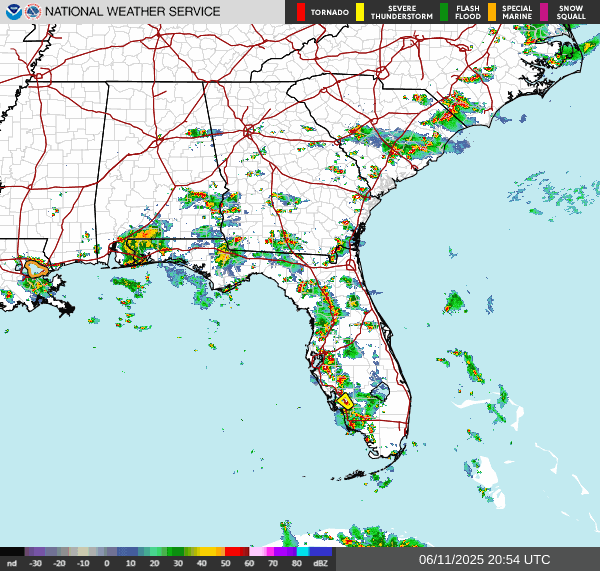 NATIONAL WEATHER SERVICE
TORNADO
SEVERE THUNDERSTORM
FLASH FLOOD
SPECIAL MARINE
SNOW SQUALL
nd -30 -20 -10 0 10 20 30 40 50 60 70 80 dBZ
06/11/2025 20:54 UTC